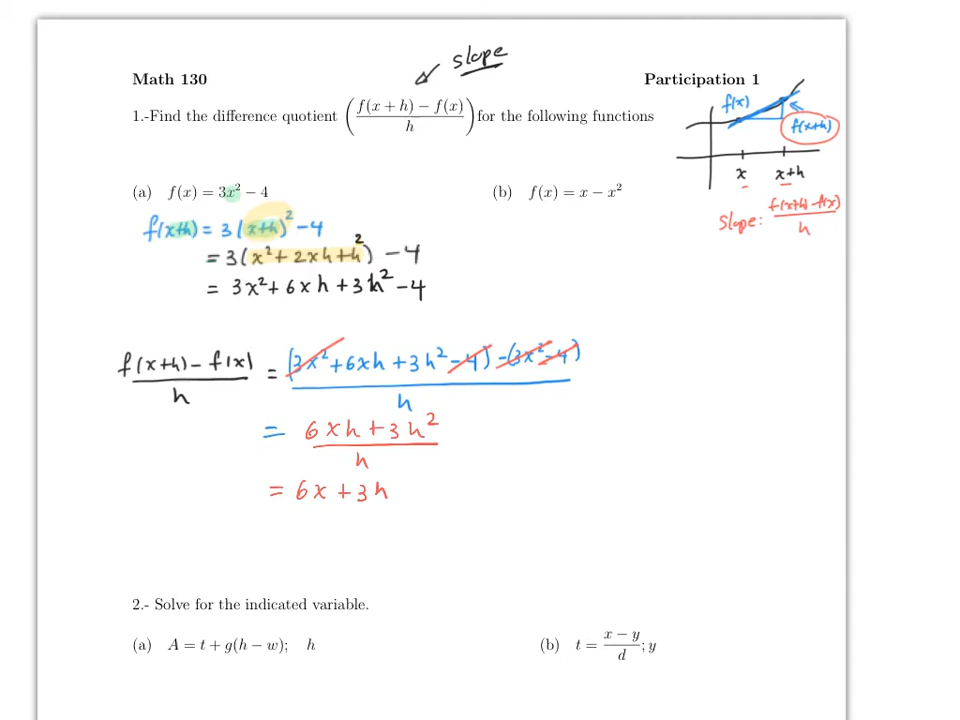 slope
Math 130 Participation 1
1.-Find the difference quotient ( f(x + h) − f(x) / h ) for the following functions
f(x)
f(x+h)
x x+h
slope: f(x+h) - f(x) / h
(a) f(x) = 3x² − 4 (b) f(x) = x − x²
f(x+h) = 3(x+h)² - 4
= 3(x² + 2xh + h²) - 4
= 3x² + 6xh + 3h² - 4
f(x+h) - f(x) / h = (3x² + 6xh + 3h² - 4) - (3x² - 4) / h
= 6xh + 3h² / h
= 6x + 3h
2.- Solve for the indicated variable.
(a) A = t + g(h − w); h (b) t = x − y / d ; y